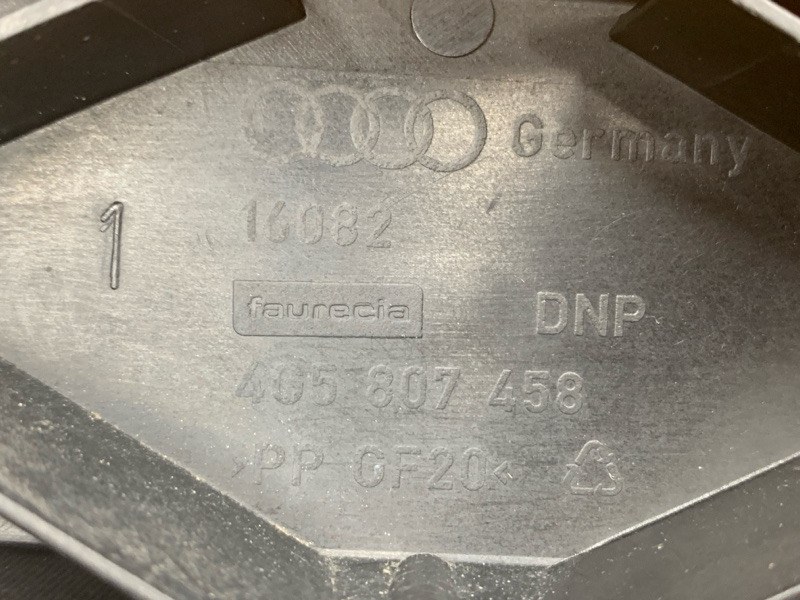 Germany
1
16082
faurecia DNP
4G5 807 458
>PP GF20<